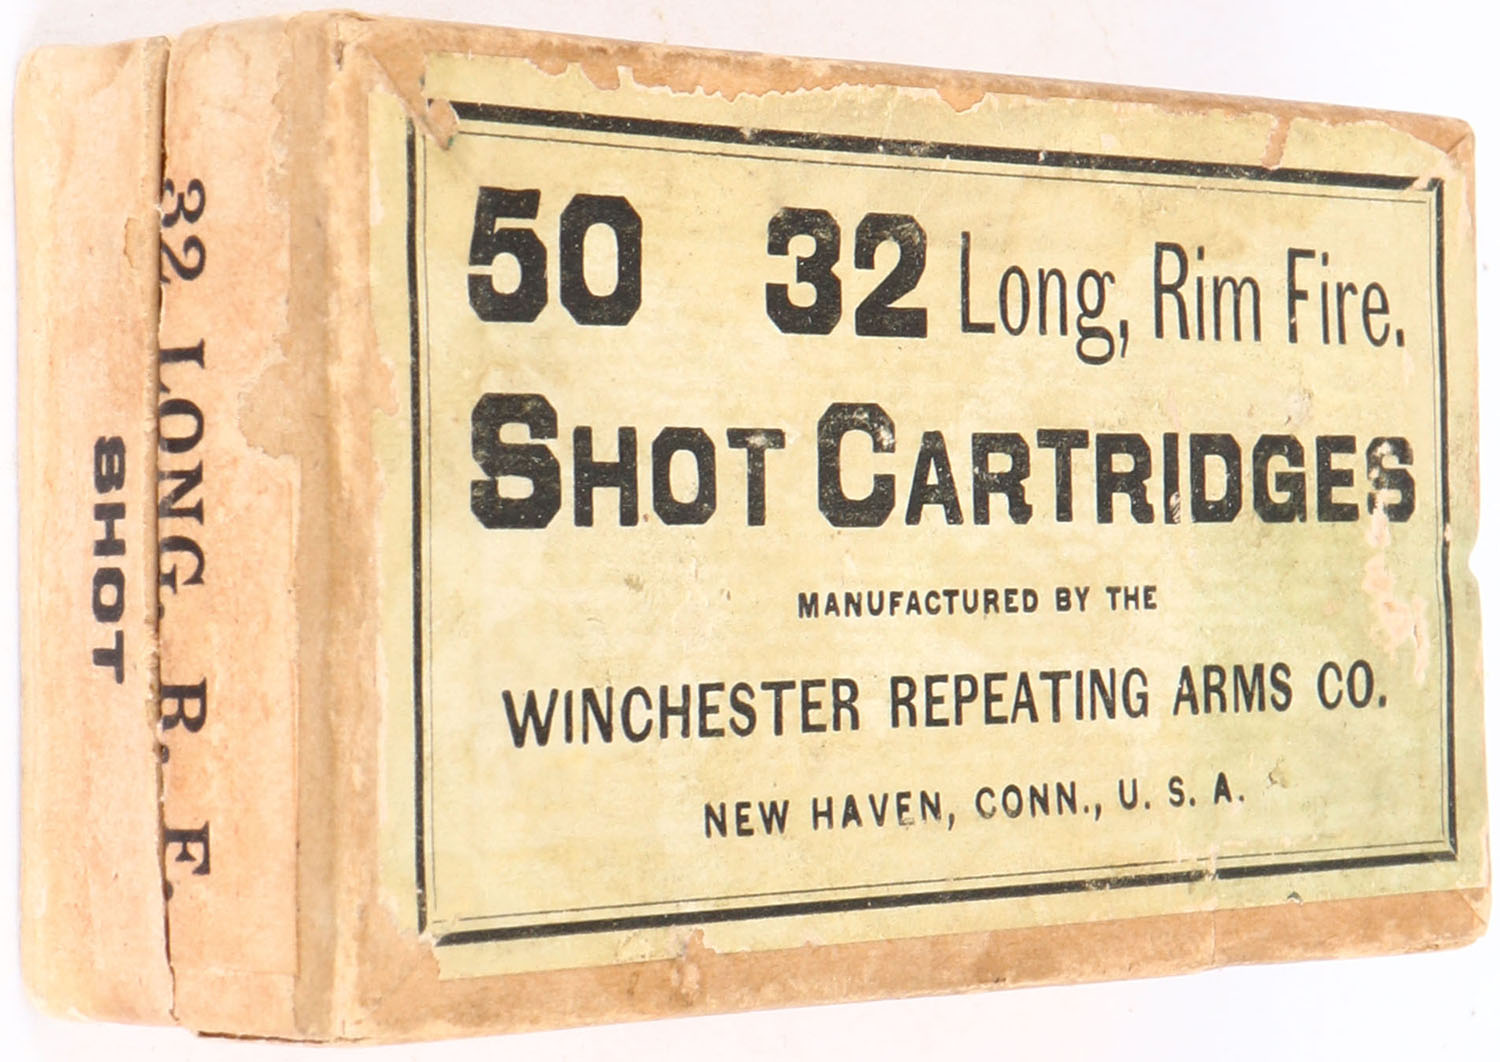 50 32 Long, Rim Fire.
SHOT CARTRIDGES
MANUFACTURED BY THE
WINCHESTER REPEATING ARMS CO.
NEW HAVEN, CONN., U. S. A.
32 LONG. R. F.
SHOT